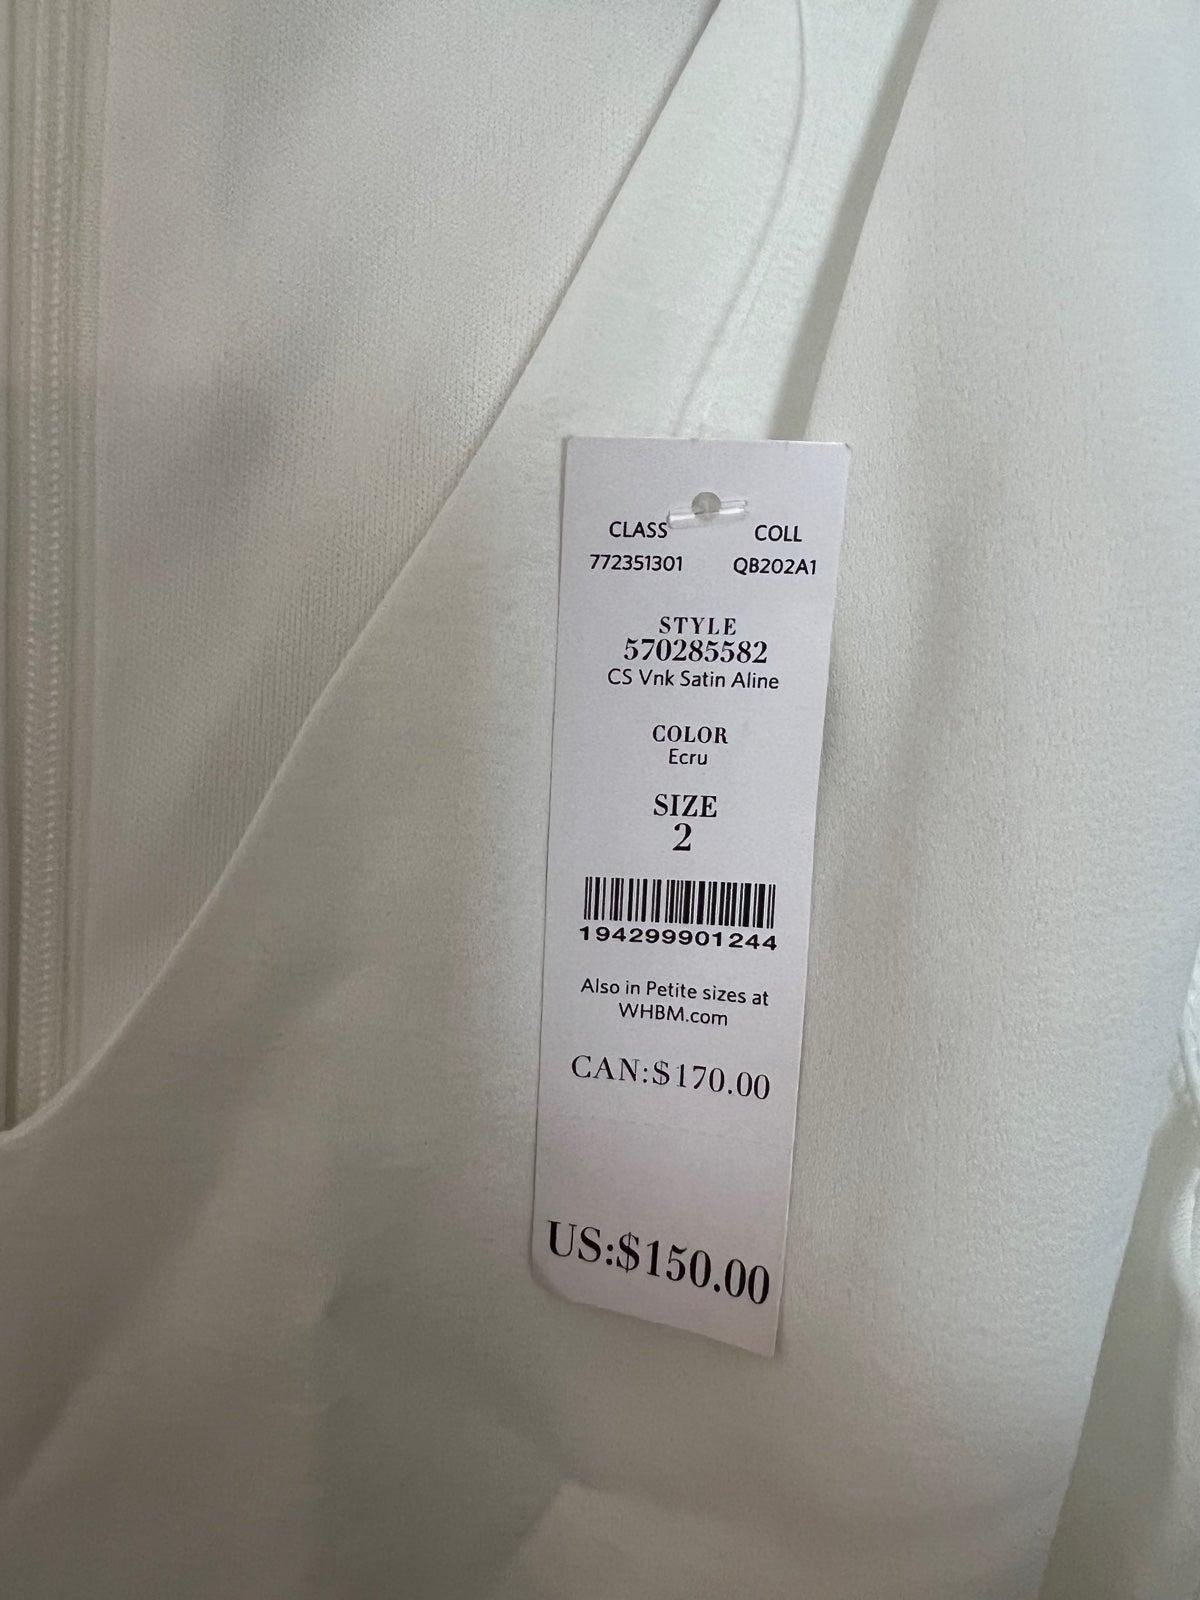 CLASS COLL
772351301 QB202A1
STYLE
570285582
CS Vnk Satin Aline
COLOR
Ecru
SIZE
2
194299901244
Also in Petite sizes at
WHBM.com
CAN:$170.00
US:$150.00